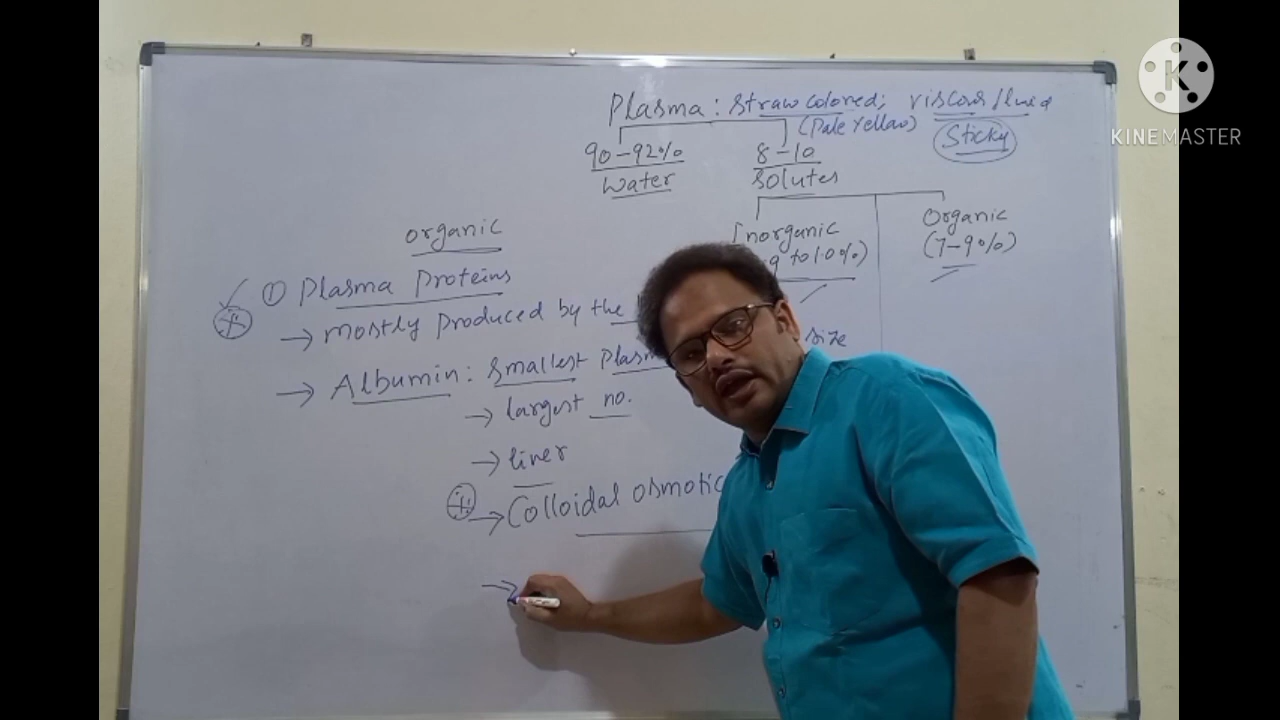 Plasma : straw colored; viscous fluid
(Pale Yellow)
Sticky
90-92%
Water
8-10
Solutes
Inorganic
to 1.0%)
Organic
(7-9%)
organic
① Plasma Proteins
→ mostly produced by the
→ Albumin : Smallest Plasm
size
→ largest no.
→ liver
→ Colloidal osmotic
→
KINEMASTER